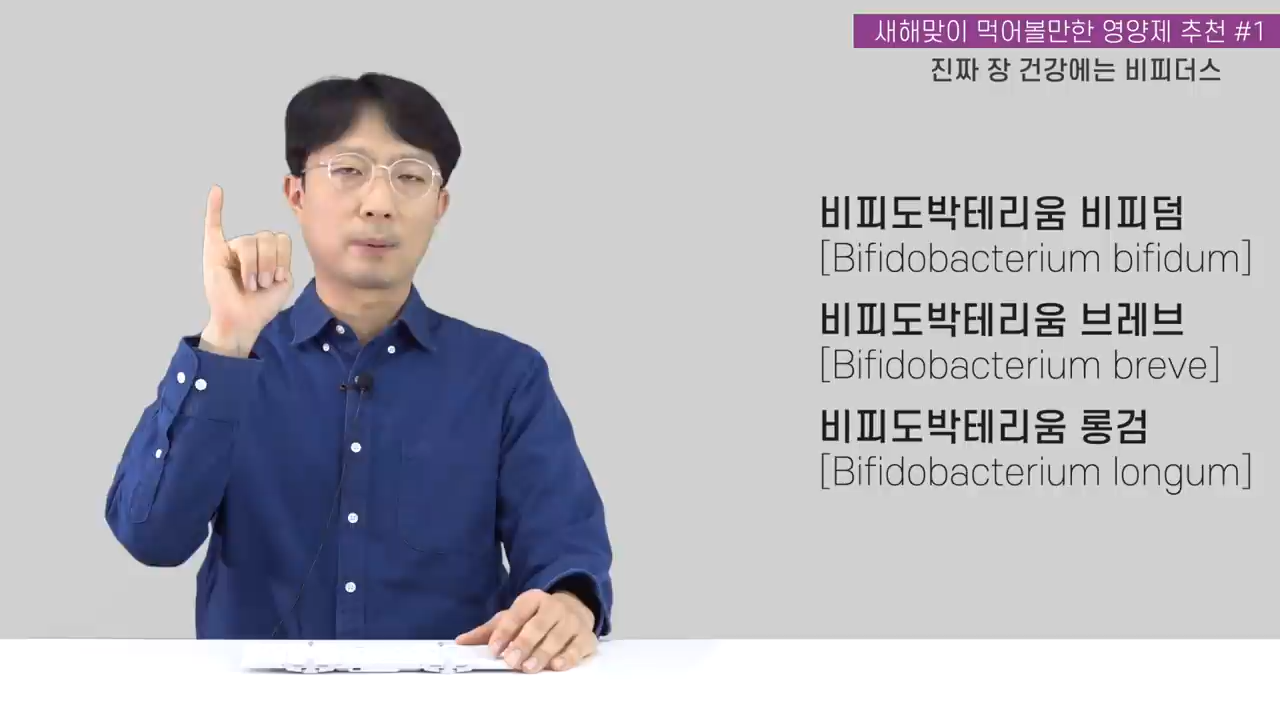 새해맞이 먹어볼만한 영양제 추천 #1
진짜 장 건강에는 비피더스
비피도박테리움 비피덤
[Bifidobacterium bifidum]
비피도박테리움 브레브
[Bifidobacterium breve]
비피도박테리움 롱검
[Bifidobacterium longum]